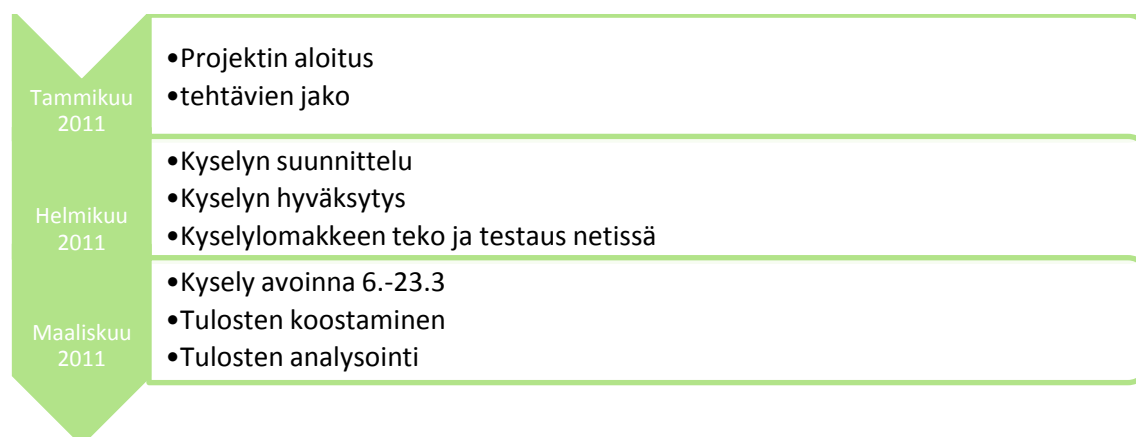 Tammikuu
2011
•Projektin aloitus
•tehtävien jako
Helmikuu
2011
•Kyselyn suunnittelu
•Kyselyn hyväksytys
•Kyselylomakkeen teko ja testaus netissä
Maaliskuu
2011
•Kysely avoinna 6.-23.3
•Tulosten koostaminen
•Tulosten analysointi